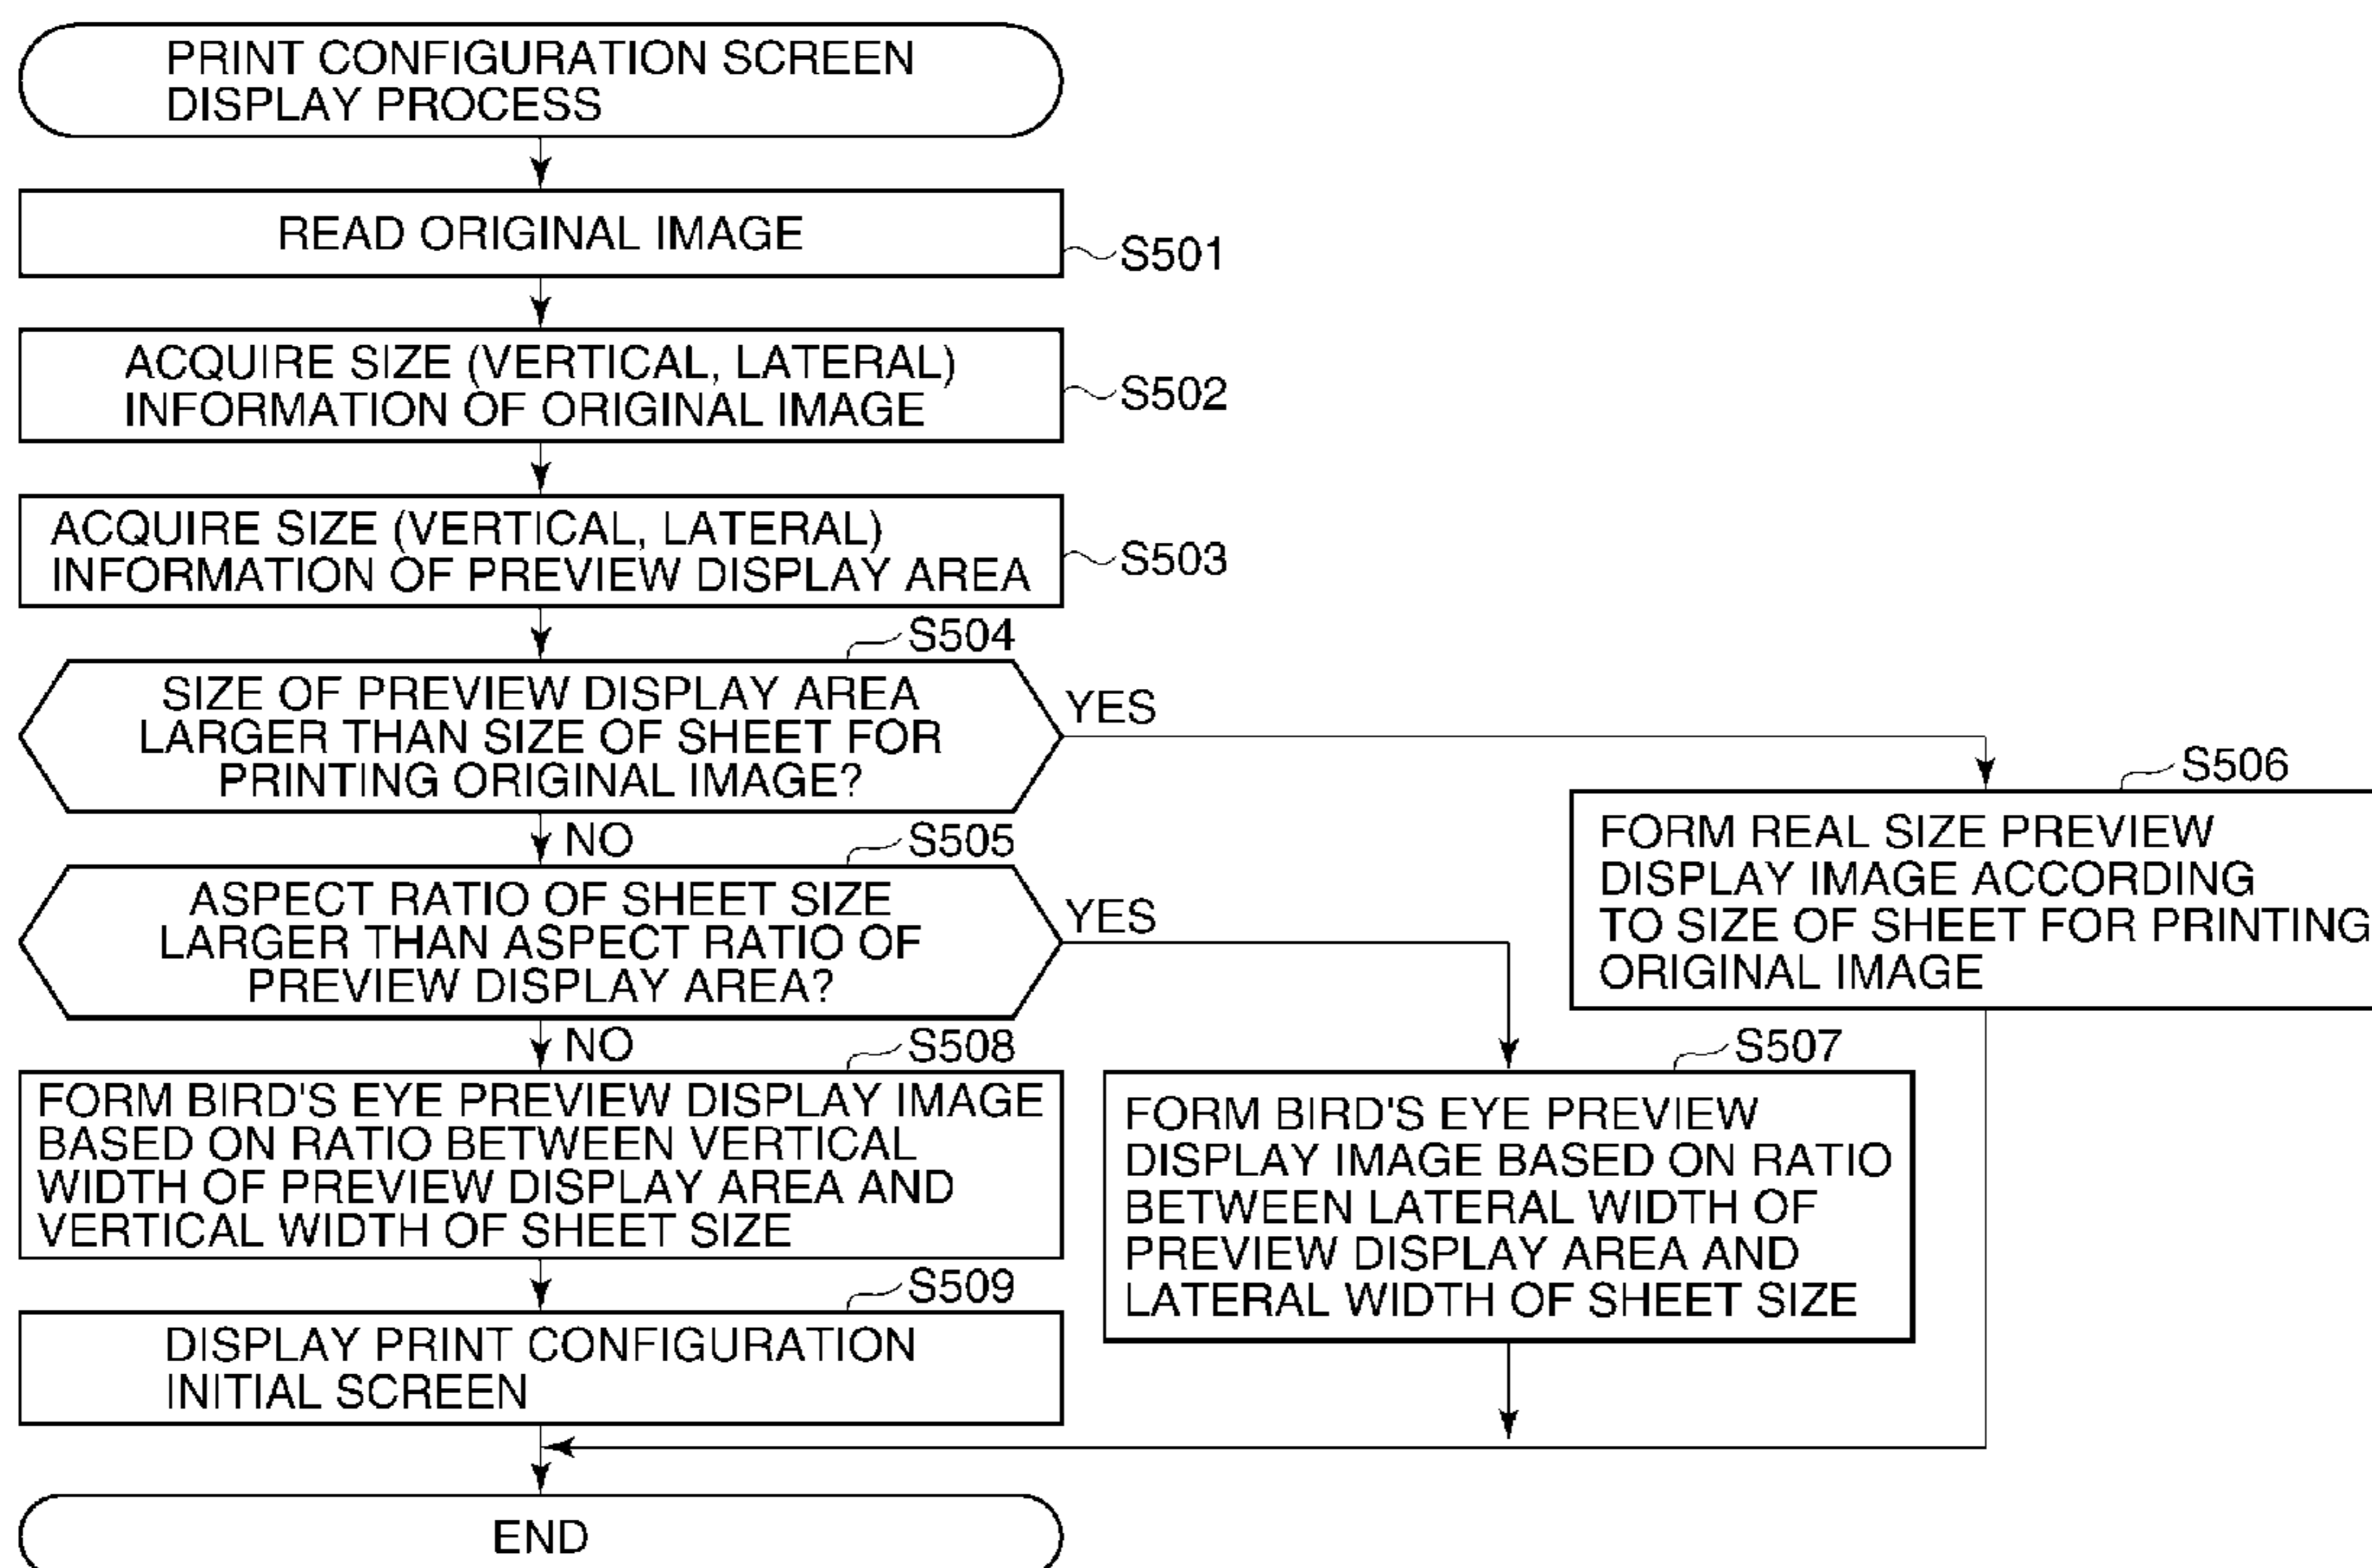 PRINT CONFIGURATION SCREEN
DISPLAY PROCESS
READ ORIGINAL IMAGE
S501
ACQUIRE SIZE (VERTICAL, LATERAL)
INFORMATION OF ORIGINAL IMAGE
S502
ACQUIRE SIZE (VERTICAL, LATERAL)
INFORMATION OF PREVIEW DISPLAY AREA
S503
S504
SIZE OF PREVIEW DISPLAY AREA
LARGER THAN SIZE OF SHEET FOR
PRINTING ORIGINAL IMAGE?
YES
NO
S506
FORM REAL SIZE PREVIEW
DISPLAY IMAGE ACCORDING
TO SIZE OF SHEET FOR PRINTING
ORIGINAL IMAGE
S505
ASPECT RATIO OF SHEET SIZE
LARGER THAN ASPECT RATIO OF
PREVIEW DISPLAY AREA?
YES
NO
S507
FORM BIRD'S EYE PREVIEW
DISPLAY IMAGE BASED ON RATIO
BETWEEN LATERAL WIDTH OF
PREVIEW DISPLAY AREA AND
LATERAL WIDTH OF SHEET SIZE
S508
FORM BIRD'S EYE PREVIEW DISPLAY IMAGE
BASED ON RATIO BETWEEN VERTICAL
WIDTH OF PREVIEW DISPLAY AREA AND
VERTICAL WIDTH OF SHEET SIZE
S509
DISPLAY PRINT CONFIGURATION
INITIAL SCREEN
END